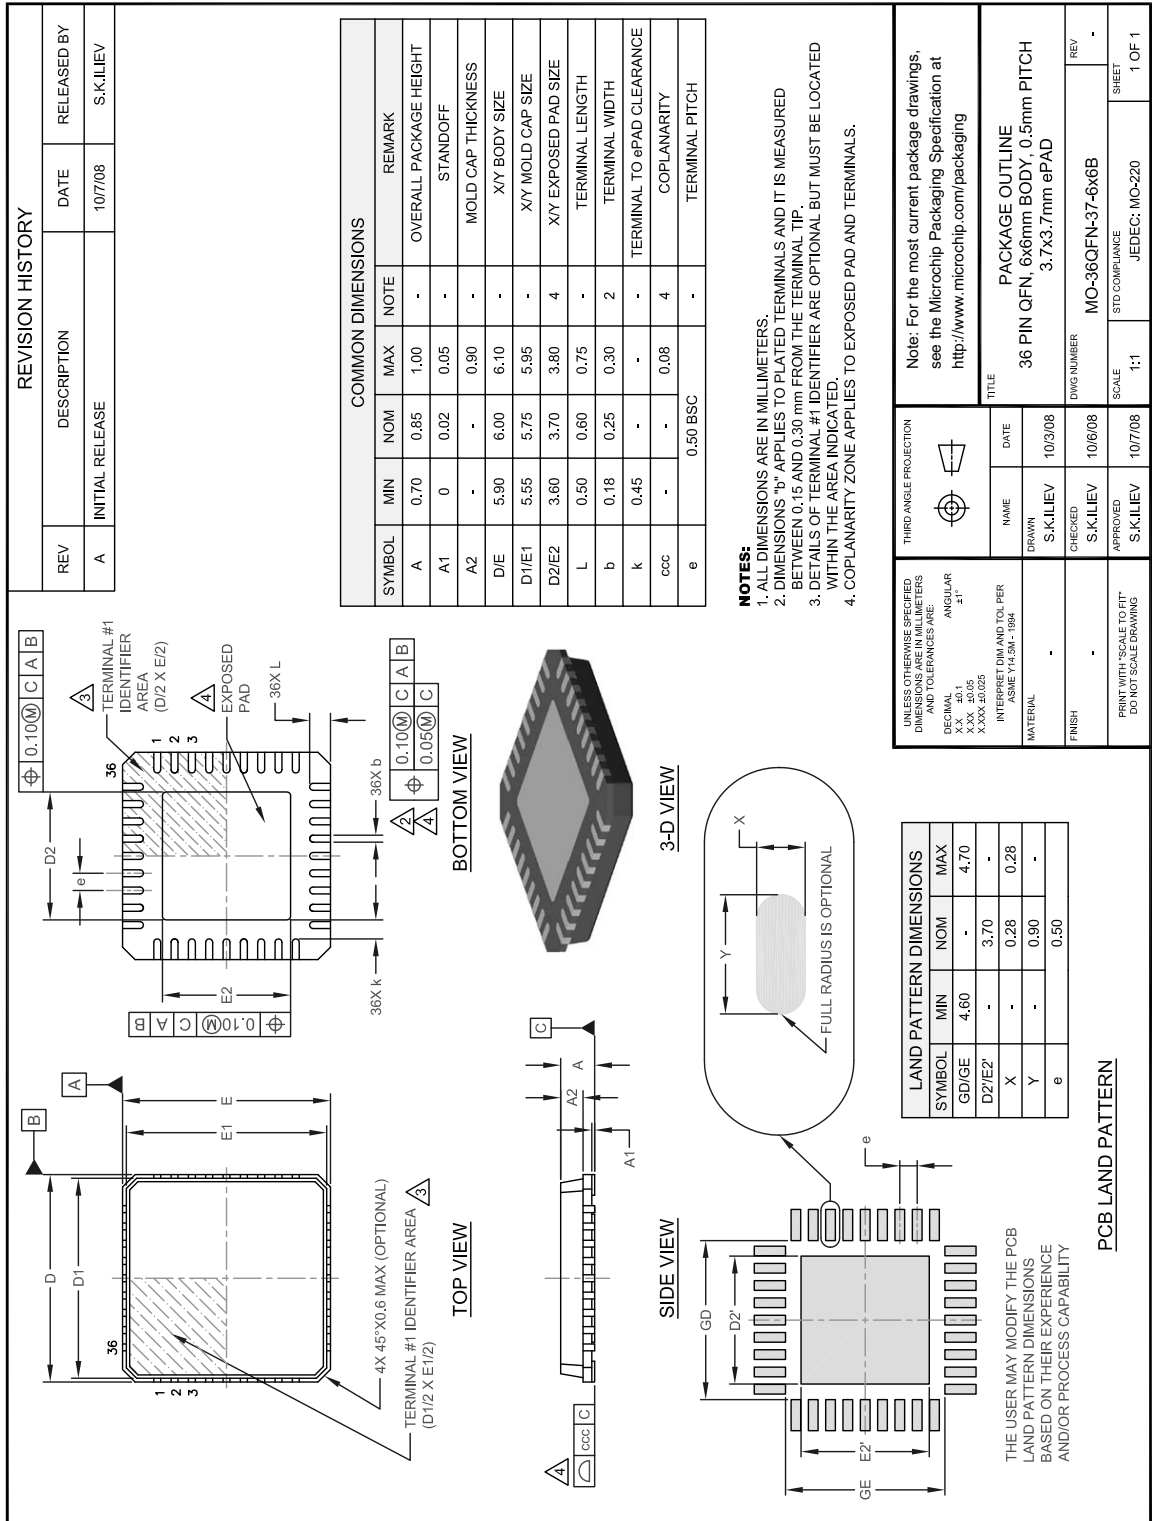 REVISION HISTORY
REV DESCRIPTION DATE RELEASED BY
A INITIAL RELEASE 10/7/08 S.K.ILIEV
B
A
D
D1
E1
E
36
1
2
3
4X 45°X0.6 MAX (OPTIONAL)
TERMINAL #1 IDENTIFIER AREA 3
(D1/2 X E1/2)
TOP VIEW
0.10 M C A B
D2
e
E2
0.10 M C A B
36
1
2
3
3
TERMINAL #1
IDENTIFIER
AREA
(D/2 X E/2)
4
EXPOSED
PAD
36X L
36X k
36X b
2 4
0.10 M C A B
0.05 M C
BOTTOM VIEW
4
ccc C
A1
A2
A
C
SIDE VIEW
3-D VIEW
COMMON DIMENSIONS
SYMBOL MIN NOM MAX NOTE REMARK
A 0.70 0.85 1.00 - OVERALL PACKAGE HEIGHT
A1 0 0.02 0.05 - STANDOFF
A2 - - 0.90 - MOLD CAP THICKNESS
D/E 5.90 6.00 6.10 - X/Y BODY SIZE
D1/E1 5.55 5.75 5.95 - X/Y MOLD CAP SIZE
D2/E2 3.60 3.70 3.80 4 X/Y EXPOSED PAD SIZE
L 0.50 0.60 0.75 - TERMINAL LENGTH
b 0.18 0.25 0.30 2 TERMINAL WIDTH
k 0.45 - - - TERMINAL TO ePAD CLEARANCE
ccc - - 0.08 4 COPLANARITY
e 0.50 BSC - TERMINAL PITCH
NOTES:
1. ALL DIMENSIONS ARE IN MILLIMETERS.
2. DIMENSIONS "b" APPLIES TO PLATED TERMINALS AND IT IS MEASURED
BETWEEN 0.15 AND 0.30 mm FROM THE TERMINAL TIP.
3. DETAILS OF TERMINAL #1 IDENTIFIER ARE OPTIONAL BUT MUST BE LOCATED
WITHIN THE AREA INDICATED.
4. COPLANARITY ZONE APPLIES TO EXPOSED PAD AND TERMINALS.
GD
D2'
GE
E2'
e
Y
X
FULL RADIUS IS OPTIONAL
THE USER MAY MODIFY THE PCB
LAND PATTERN DIMENSIONS
BASED ON THEIR EXPERIENCE
AND/OR PROCESS CAPABILITY
LAND PATTERN DIMENSIONS
SYMBOL MIN NOM MAX
GD/GE 4.60 - 4.70
D2'/E2' - 3.70 -
X - 0.28 0.28
Y - 0.90 -
e 0.50
PCB LAND PATTERN
UNLESS OTHERWISE SPECIFIED
DIMENSIONS ARE IN MILLIMETERS
AND TOLERANCES ARE:
DECIMAL ANGULAR
X.X ±0.1 ±1°
X.XX ±0.05
X.XXX ±0.025
INTERPRET DIM AND TOL PER
ASME Y14.5M - 1994
MATERIAL
-
FINISH
-
PRINT WITH "SCALE TO FIT"
DO NOT SCALE DRAWING
THIRD ANGLE PROJECTION
NAME DATE
DRAWN
S.K.ILIEV 10/3/08
CHECKED
S.K.ILIEV 10/6/08
APPROVED
S.K.ILIEV 10/7/08
Note: For the most current package drawings,
see the Microchip Packaging Specification at
http://www.microchip.com/packaging
TITLE
PACKAGE OUTLINE
36 PIN QFN, 6x6mm BODY, 0.5mm PITCH
3.7x3.7mm ePAD
DWG NUMBER
MO-36QFN-37-6x6B
REV
-
SCALE
1:1
STD COMPLIANCE
JEDEC: MO-220
SHEET
1 OF 1